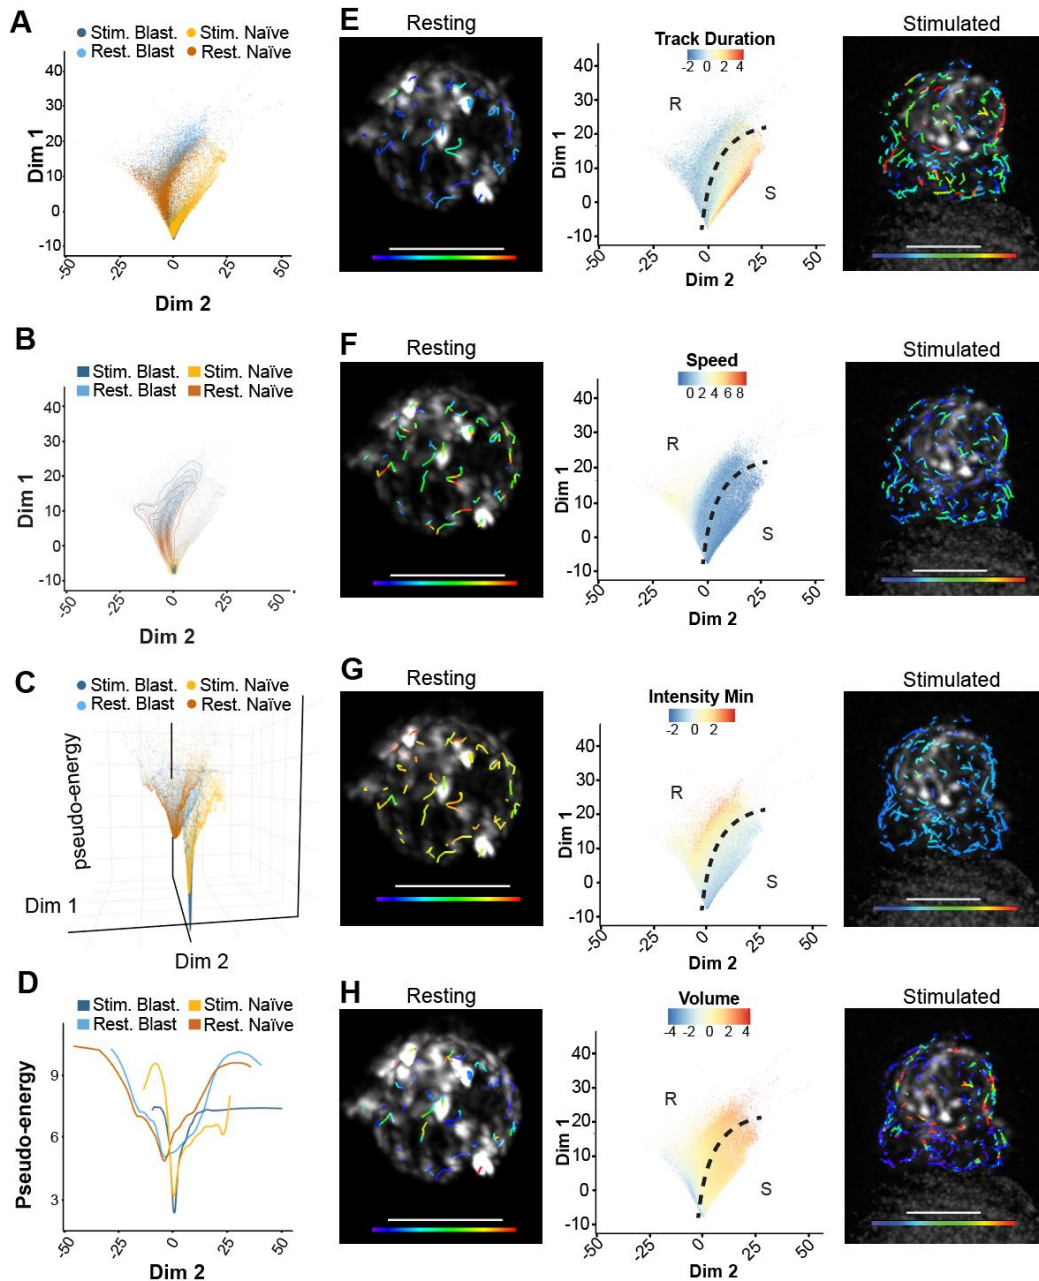 A
Stim. Blast. Stim. Naïve
Rest. Blast Rest. Naïve
40
30
20
10
0
-10
Dim 1
-50 -25 0 25 50
Dim 2
B
Stim. Blast. Stim. Naïve
Rest. Blast Rest. Naïve
40
30
20
10
0
-10
Dim 1
-50 -25 0 25 50
Dim 2
C
Stim. Blast. Stim. Naïve
Rest. Blast Rest. Naïve
pseudo-energy
Dim 1
Dim 2
D
Stim. Blast. Stim. Naïve
Rest. Blast Rest. Naïve
9
6
3
Pseudo-energy
-50 -25 0 25 50
Dim 2
E
Resting
Track Duration
-2 0 2 4
R
S
40
30
20
10
0
-10
Dim 1
-50 -25 0 25 50
Dim 2
Stimulated
F
Resting
Speed
0 2 4 6 8
R
S
40
30
20
10
0
-10
Dim 1
-50 -25 0 25 50
Dim 2
Stimulated
G
Resting
Intensity Min
-2 0 2
R
S
40
30
20
10
0
-10
Dim 1
-50 -25 0 25 50
Dim 2
Stimulated
H
Resting
Volume
-4 -2 0 2 4
R
S
40
30
20
10
0
-10
Dim 1
-50 -25 0 25 50
Dim 2
Stimulated